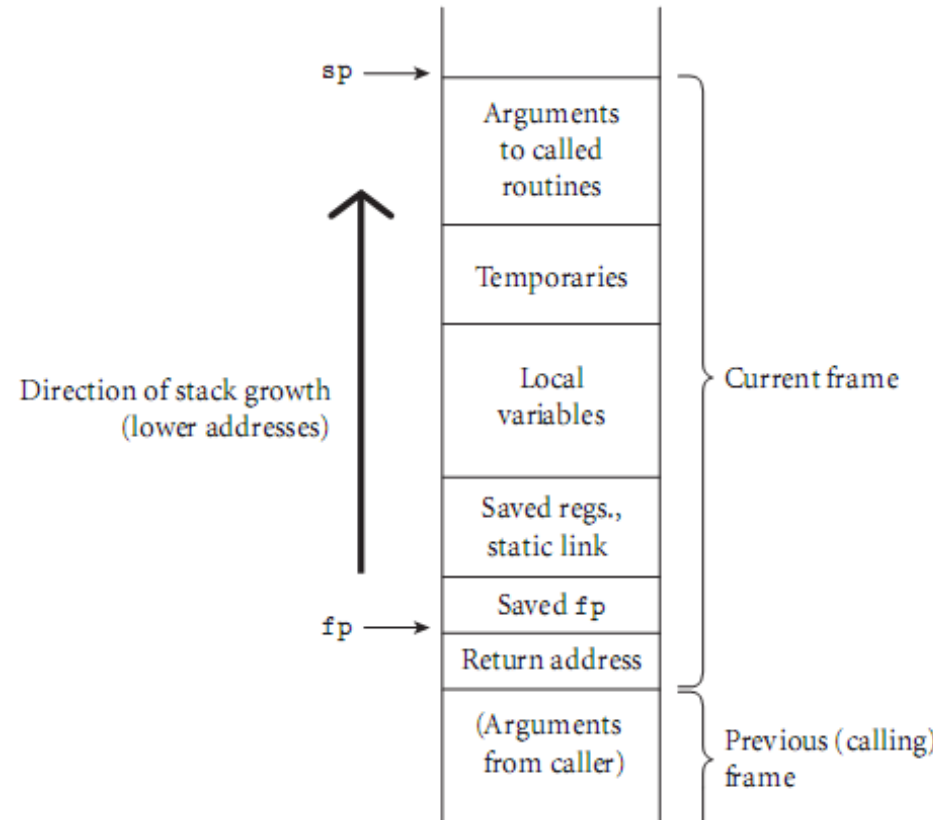 sp
Arguments
to called
routines
Temporaries
Direction of stack growth
(lower addresses)
Local
variables
Current frame
Saved regs.,
static link
Saved fp
fp
Return address
(Arguments
from caller)
Previous (calling)
frame